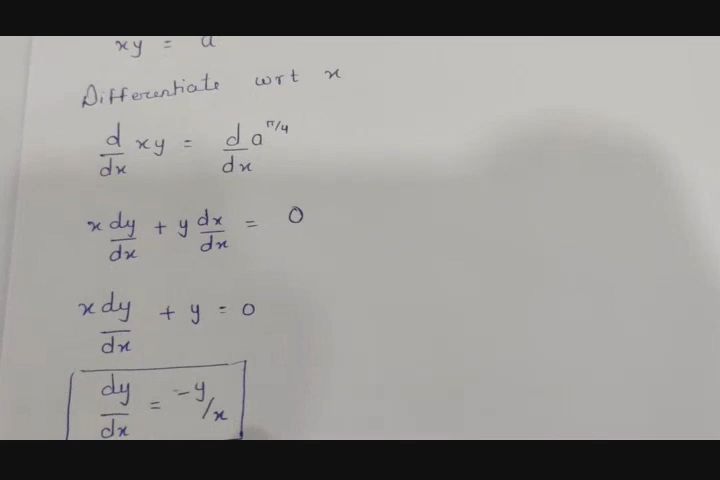 xy = a
Differentiate wrt x
d/dx xy = d/dx a^π/4
x dy/dx + y dx/dx = 0
x dy/dx + y = 0
dy/dx = -y/x